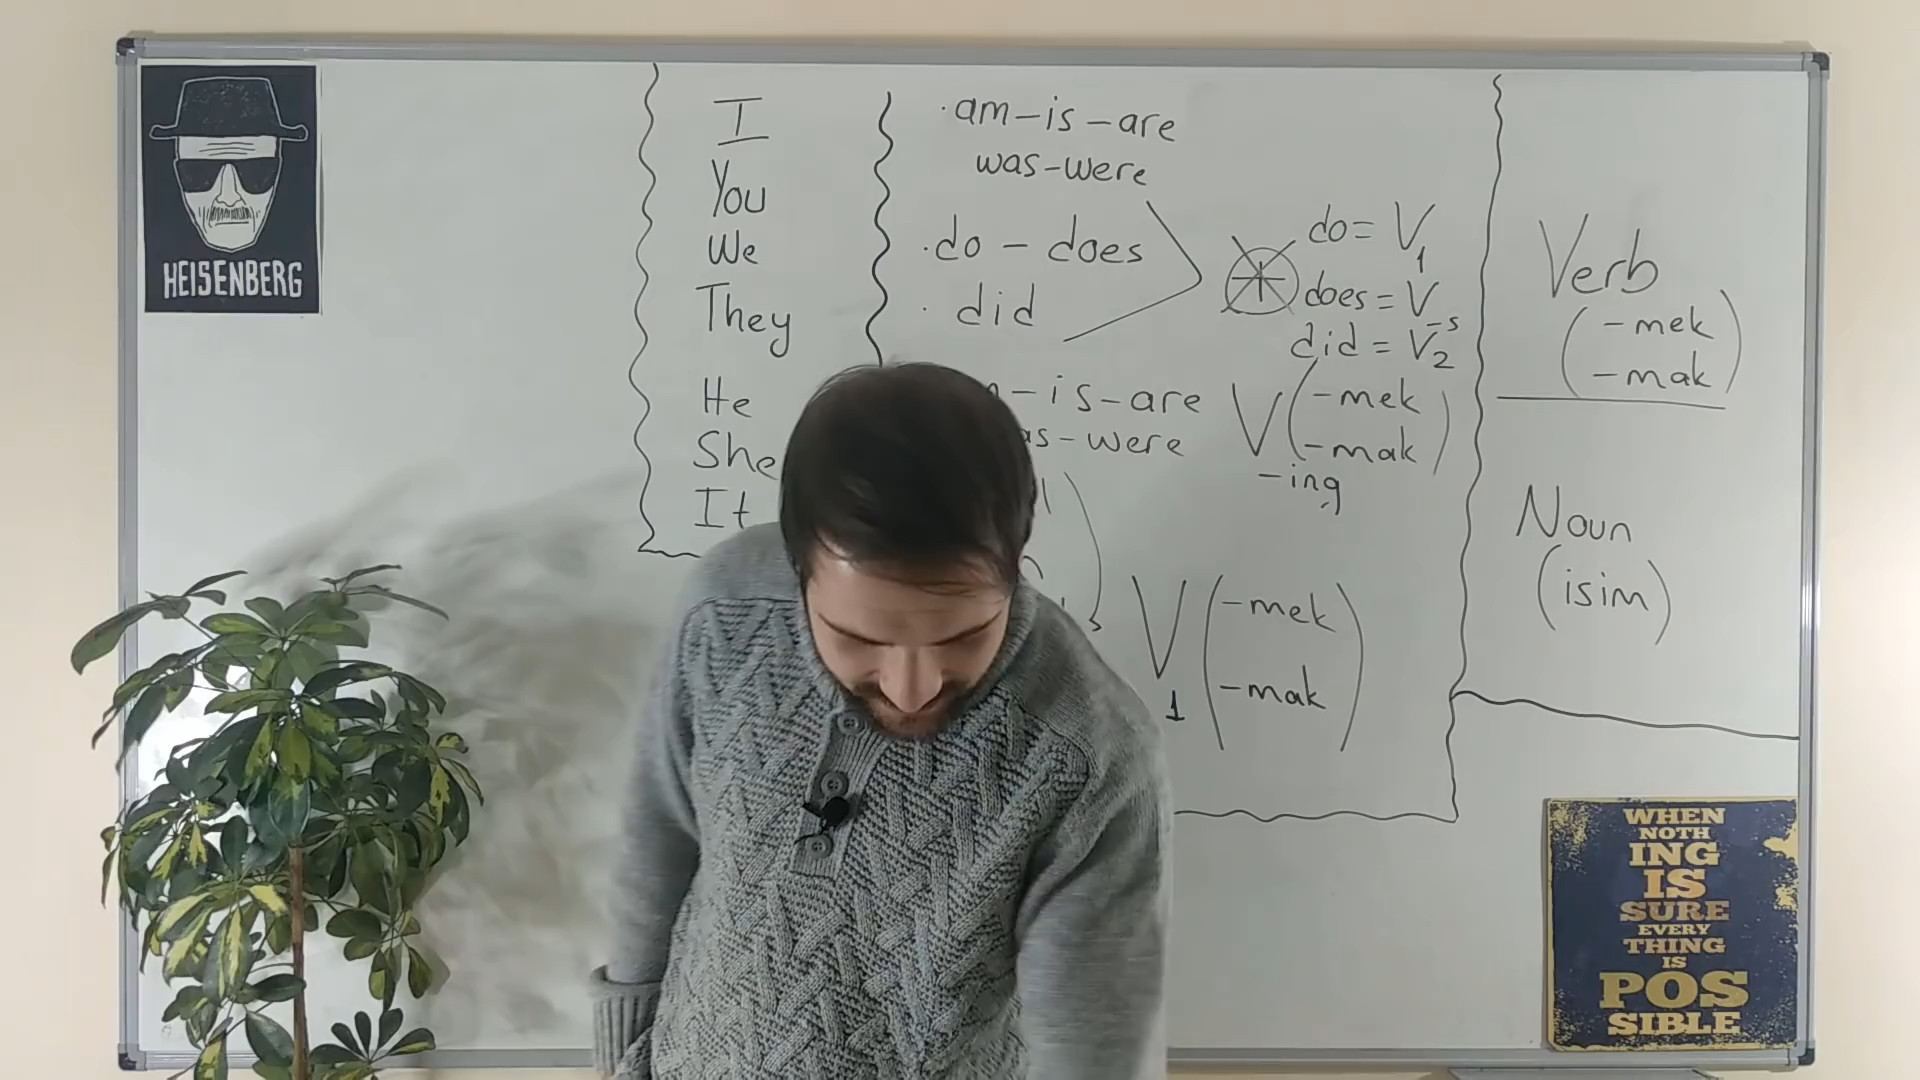 HEISENBERG
I
You
We
They
He
She
It
·am-is-are
was-were
·do - does
· did
do = V1
does = V-s
did = V2
-is-are
-were
V (-mek
-mak)
-ing
V1 (-mek
-mak)
Verb
(-mek
-mak)
Noun
(isim)
WHEN
NOTH
ING
IS
SURE
EVERY
THING
IS
POS
SIBLE